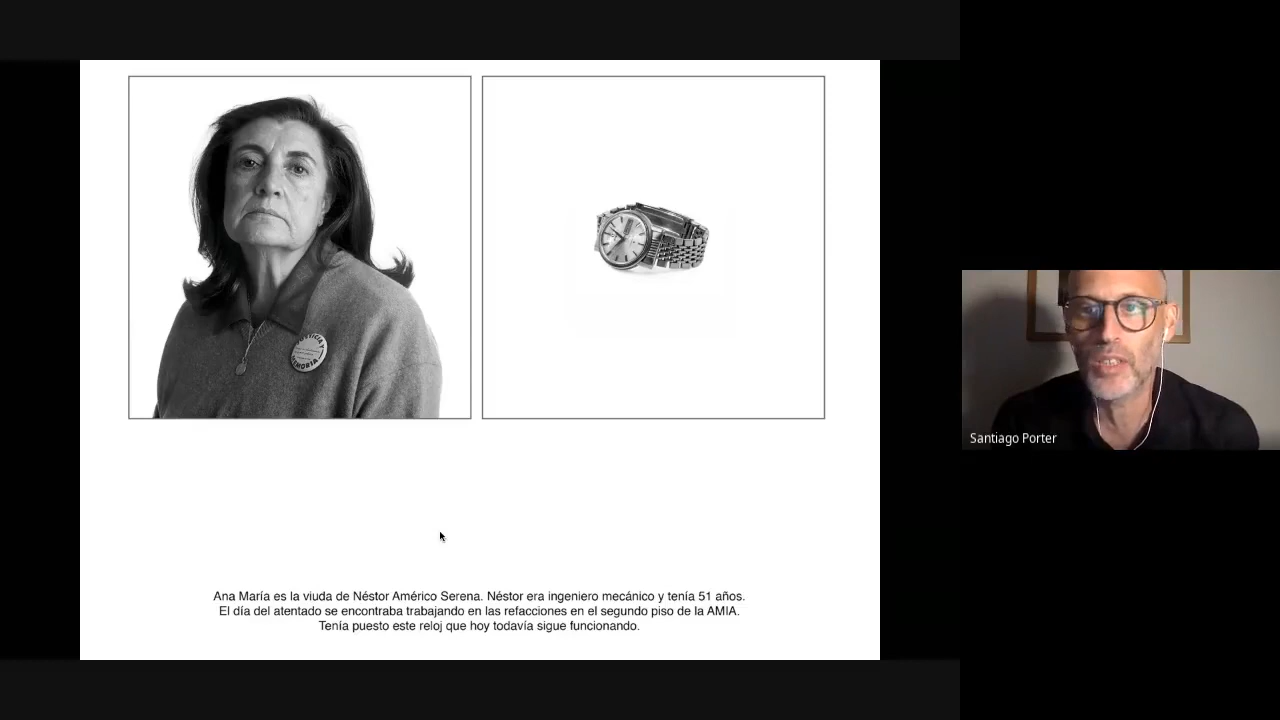 JUSTICIA Y
MEMORIA
Ana María es la viuda de Néstor Américo Serena. Néstor era ingeniero mecánico y tenía 51 años.
El día del atentado se encontraba trabajando en las refacciones en el segundo piso de la AMIA.
Tenía puesto este reloj que hoy todavía sigue funcionando.
Santiago Porter